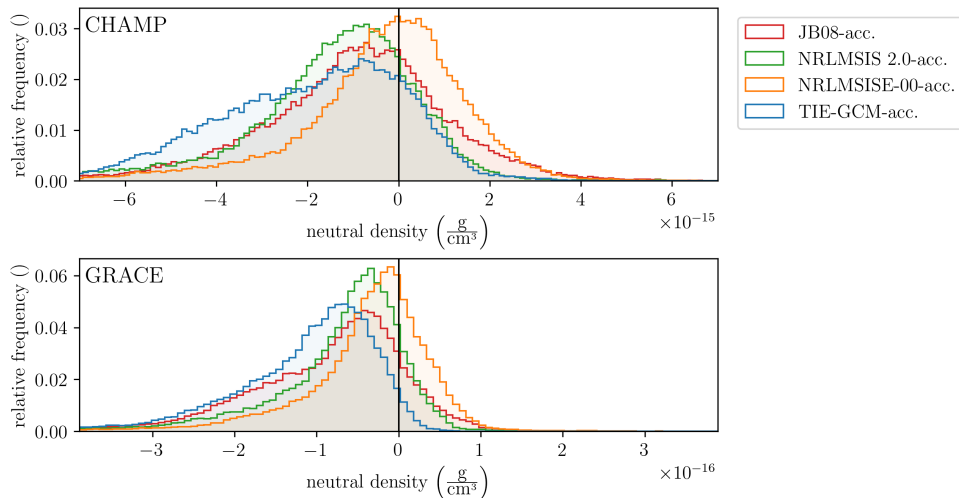 CHAMP
relative frequency ()
0.03
0.02
0.01
0.00
−6
−4
−2
0
2
4
6
×10−15
neutral density (g/cm3)
JB08-acc.
NRLMSIS 2.0-acc.
NRLMSISE-00-acc.
TIE-GCM-acc.
GRACE
relative frequency ()
0.06
0.04
0.02
0.00
−3
−2
−1
0
1
2
3
×10−16
neutral density (g/cm3)